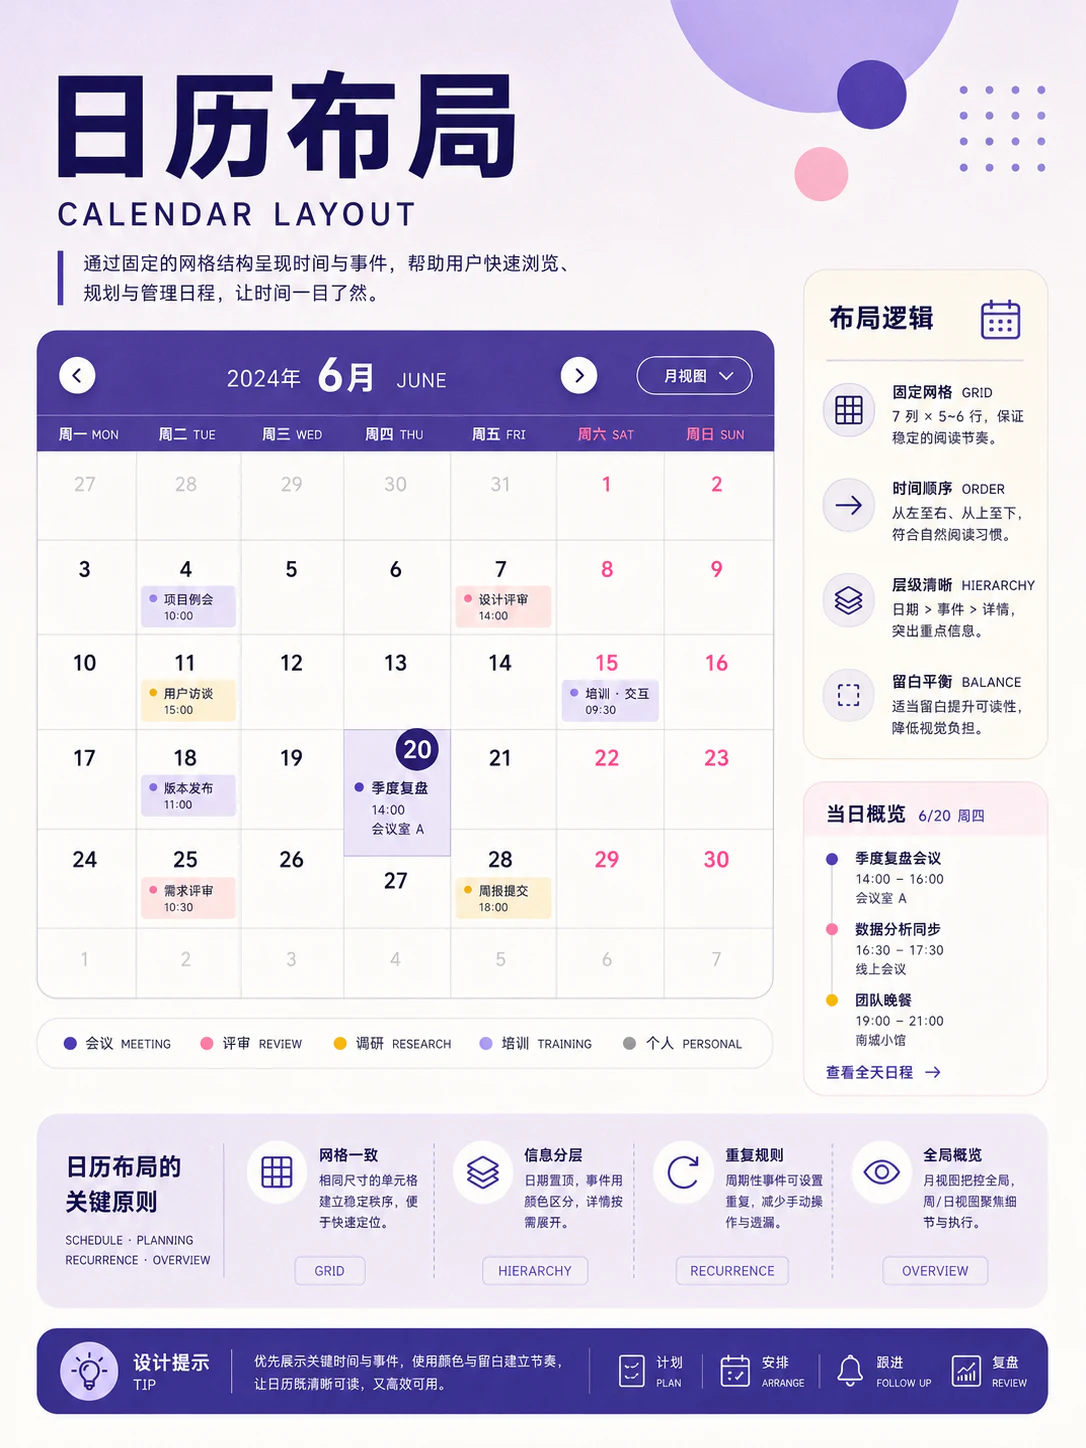 日历布局
CALENDAR LAYOUT
通过固定的网格结构呈现时间与事件，帮助用户快速浏览、
规划与管理日程，让时间一目了然。
2024年 6月 JUNE
月视图
周一 MON 周二 TUE 周三 WED 周四 THU 周五 FRI 周六 SAT 周日 SUN
27 28 29 30 31 1 2
3 4 5 6 7 8 9
项目例会
10:00
设计评审
14:00
10 11 12 13 14 15 16
用户访谈
15:00
培训 · 交互
09:30
17 18 19 20 21 22 23
版本发布
11:00
季度复盘
14:00
会议室 A
24 25 26 27 28 29 30
需求评审
10:30
周报提交
18:00
1 2 3 4 5 6 7
会议 MEETING 评审 REVIEW 调研 RESEARCH 培训 TRAINING 个人 PERSONAL
布局逻辑
固定网格 GRID
7 列 × 5~6 行，保证
稳定的阅读节奏。
时间顺序 ORDER
从左至右、从上至下，
符合自然阅读习惯。
层级清晰 HIERARCHY
日期 > 事件 > 详情，
突出重点信息。
留白平衡 BALANCE
适当留白提升可读性，
降低视觉负担。
当日概览 6/20 周四
季度复盘会议
14:00 – 16:00
会议室 A
数据分析同步
16:30 – 17:30
线上会议
团队晚餐
19:00 – 21:00
南城小馆
查看全天日程 →
日历布局的
关键原则
SCHEDULE · PLANNING
RECURRENCE · OVERVIEW
网格一致
相同尺寸的单元格
建立稳定秩序，便
于快速定位。
GRID
信息分层
日期置顶，事件用
颜色区分，详情按
需展开。
HIERARCHY
重复规则
周期性事件可设置
重复，减少手动操
作与遗漏。
RECURRENCE
全局概览
月视图把控全局，
周/日视图聚焦细
节与执行。
OVERVIEW
设计提示
TIP
优先展示关键时间与事件，使用颜色与留白建立节奏，
让日历既清晰可读，又高效可用。
计划
PLAN
安排
ARRANGE
跟进
FOLLOW UP
复盘
REVIEW